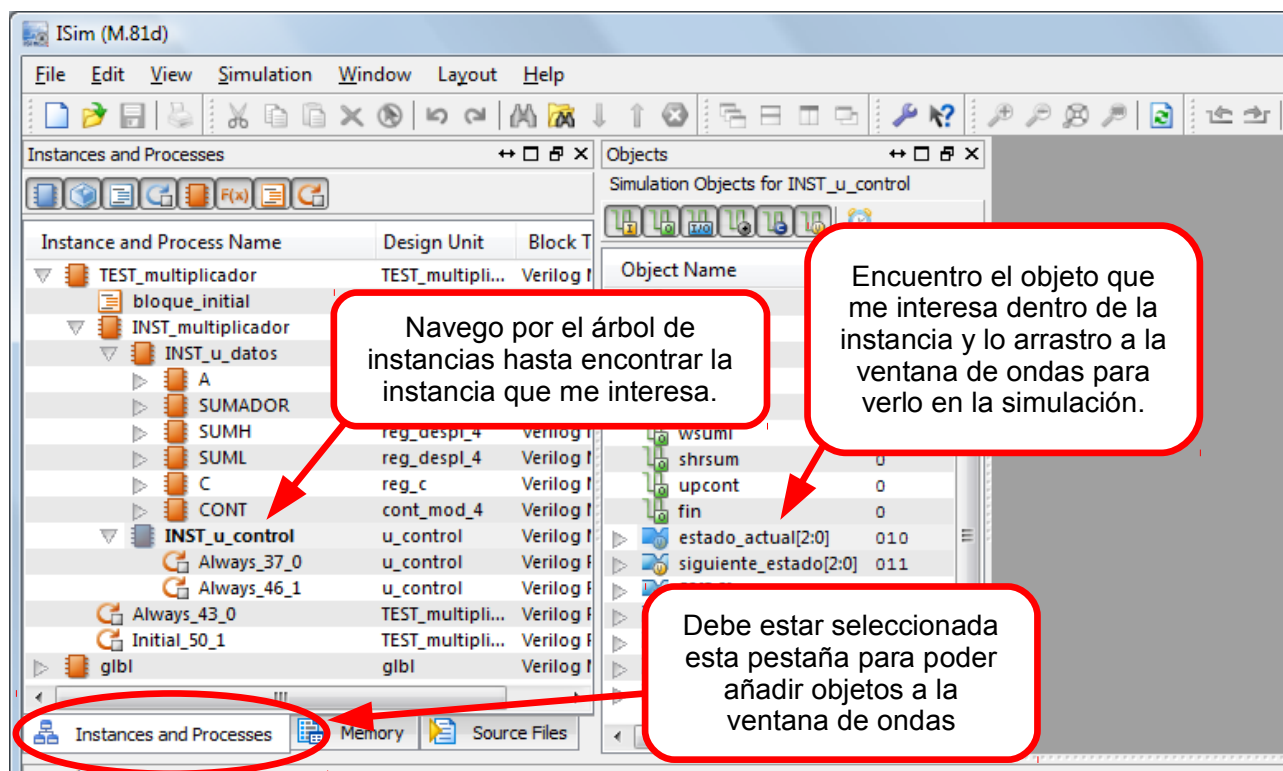 ISim (M.81d)
File Edit View Simulation Window Layout Help
Instances and Processes
Instance and Process Name Design Unit Block T
TEST_multiplicador TEST_multipli...
bloque_initial
INST_multiplicador
INST_u_datos
A
SUMADOR
SUMH reg_despl_4
SUML reg_despl_4 Verilog
C reg_c Verilog
CONT cont_mod_4 Verilog
INST_u_control u_control Verilog
Always_37_0 u_control Verilog
Always_46_1 u_control Verilog
Always_43_0 TEST_multipli... Verilog
Initial_50_1 TEST_multipli... Verilog
glbl glbl Verilog
Instances and Processes Memory Source Files
Objects
Simulation Objects for INST_u_control
I O I/O C U
F(x)
Object Name
wsuml
shrsum 0
upcont 0
fin 0
estado_actual[2:0] 010
siguiente_estado[2:0] 011
Navego por el árbol de
instancias hasta encontrar la
instancia que me interesa.
Encuentro el objeto que
me interesa dentro de la
instancia y lo arrastro a la
ventana de ondas para
verlo en la simulación.
Debe estar seleccionada
esta pestaña para poder
añadir objetos a la
ventana de ondas